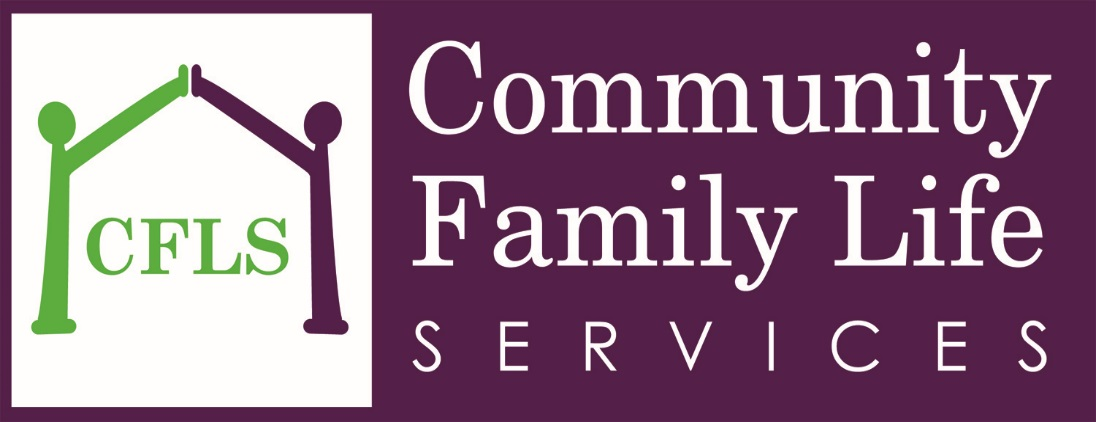 CFLS
Community
Family Life
SERVICES